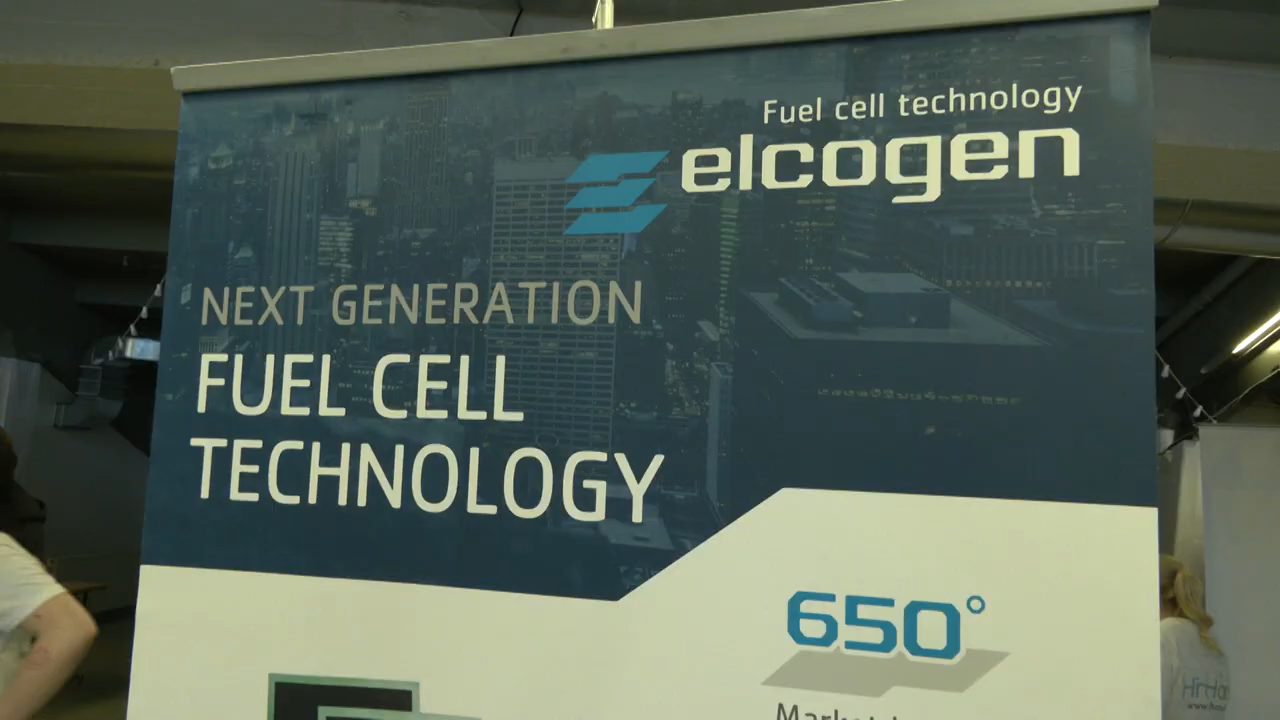 Fuel cell technology
elcogen
NEXT GENERATION
FUEL CELL
TECHNOLOGY
650°